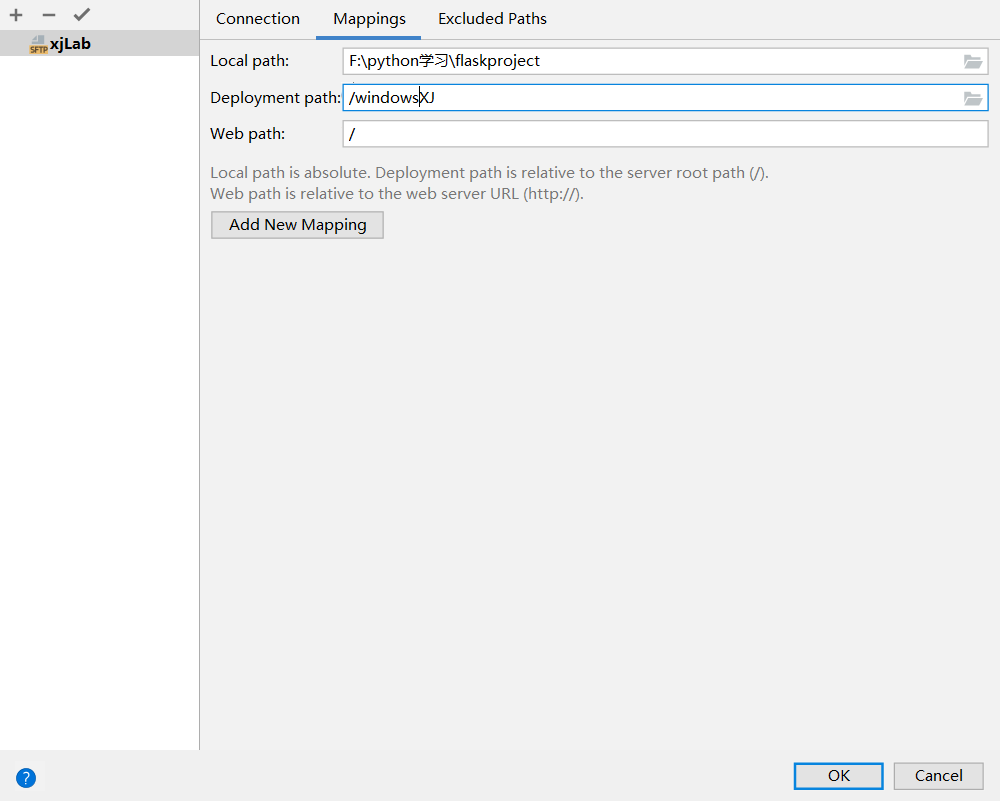 Connection Mappings Excluded Paths
SFTP xjLab
Local path: F:\python学习\flaskproject
Deployment path: /windowsXJ
Web path: /
Local path is absolute. Deployment path is relative to the server root path (/).
Web path is relative to the web server URL (http://).
Add New Mapping
? OK Cancel